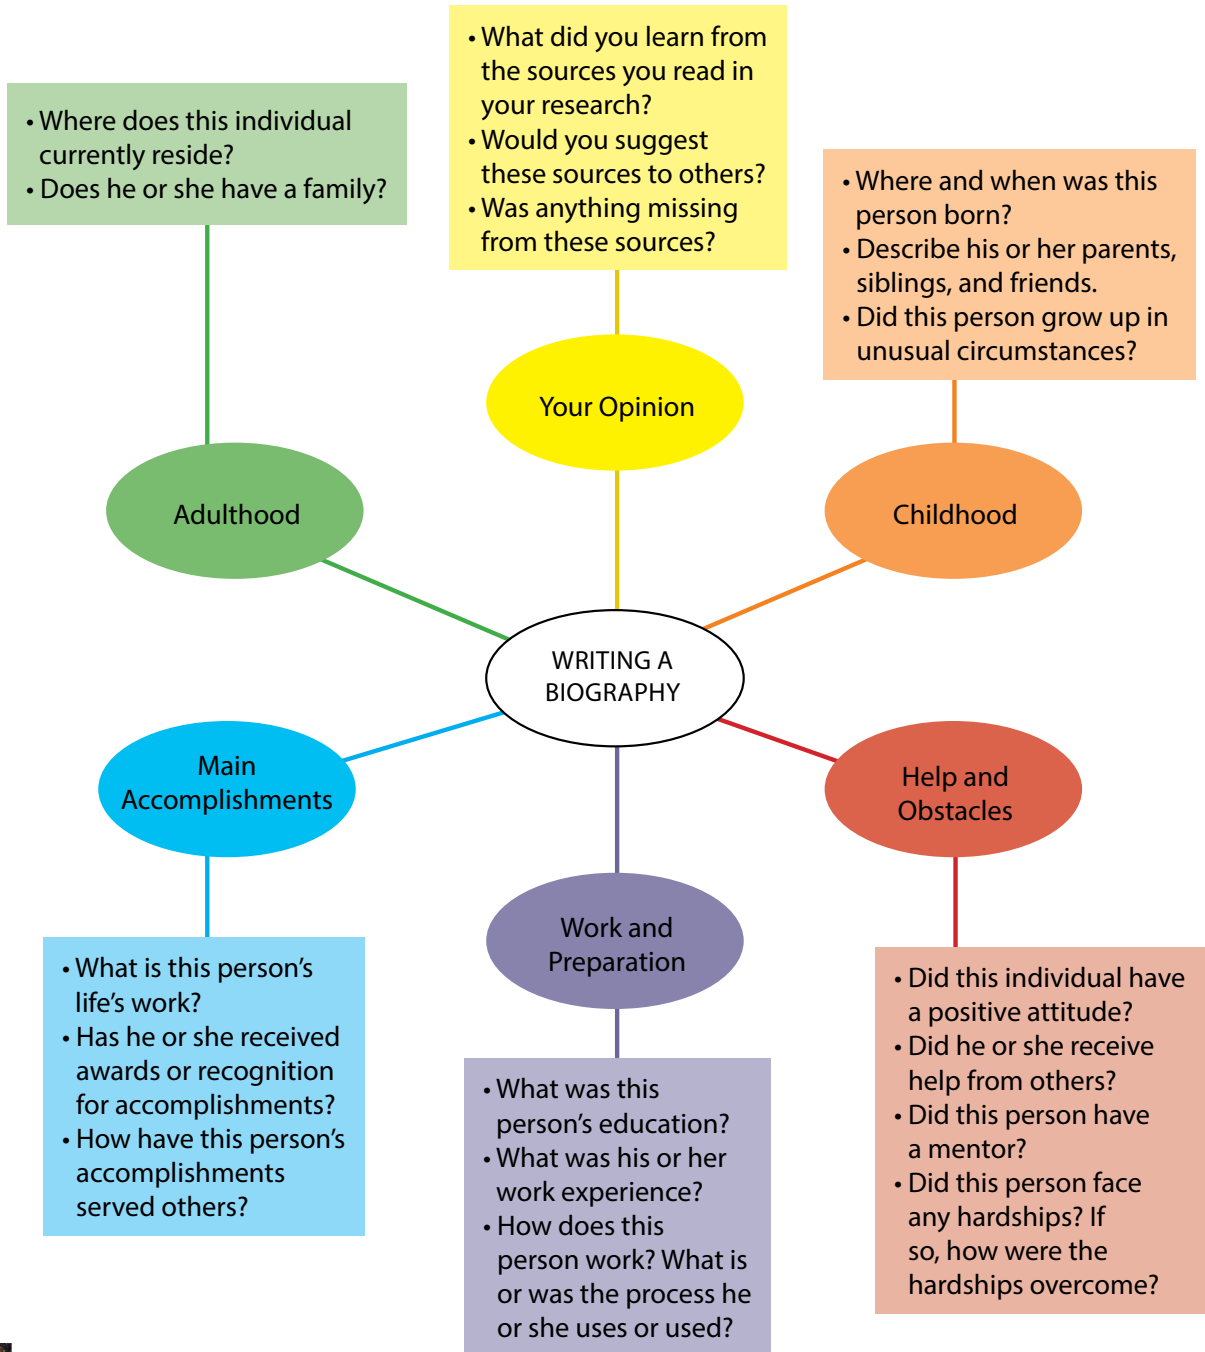 • What did you learn from
the sources you read in
your research?
• Would you suggest
these sources to others?
• Was anything missing
from these sources?
• Where does this individual
currently reside?
• Does he or she have a family?
• Where and when was this
person born?
• Describe his or her parents,
siblings, and friends.
• Did this person grow up in
unusual circumstances?
Your Opinion
Adulthood
Childhood
WRITING A
BIOGRAPHY
Main
Accomplishments
Help and
Obstacles
Work and
Preparation
• What is this person’s
life’s work?
• Has he or she received
awards or recognition
for accomplishments?
• How have this person’s
accomplishments
served others?
• What was this
person’s education?
• What was his or her
work experience?
• How does this
person work? What is
or was the process he
or she uses or used?
• Did this individual have
a positive attitude?
• Did he or she receive
help from others?
• Did this person have
a mentor?
• Did this person face
any hardships? If
so, how were the
hardships overcome?